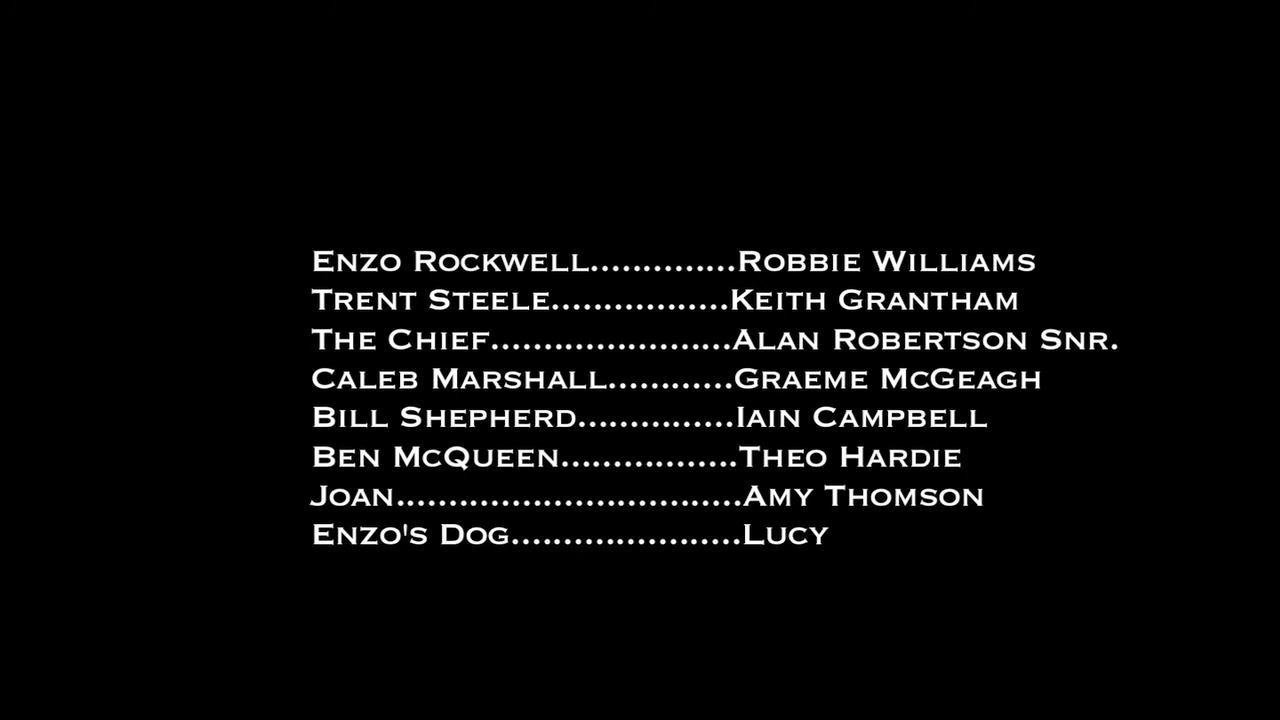 Enzo Rockwell..............Robbie Williams
Trent Steele.................Keith Grantham
The Chief.......................Alan Robertson Snr.
Caleb Marshall............Graeme McGeagh
Bill Shepherd...............Iain Campbell
Ben McQueen.................Theo Hardie
Joan.................................Amy Thomson
Enzo's Dog......................Lucy